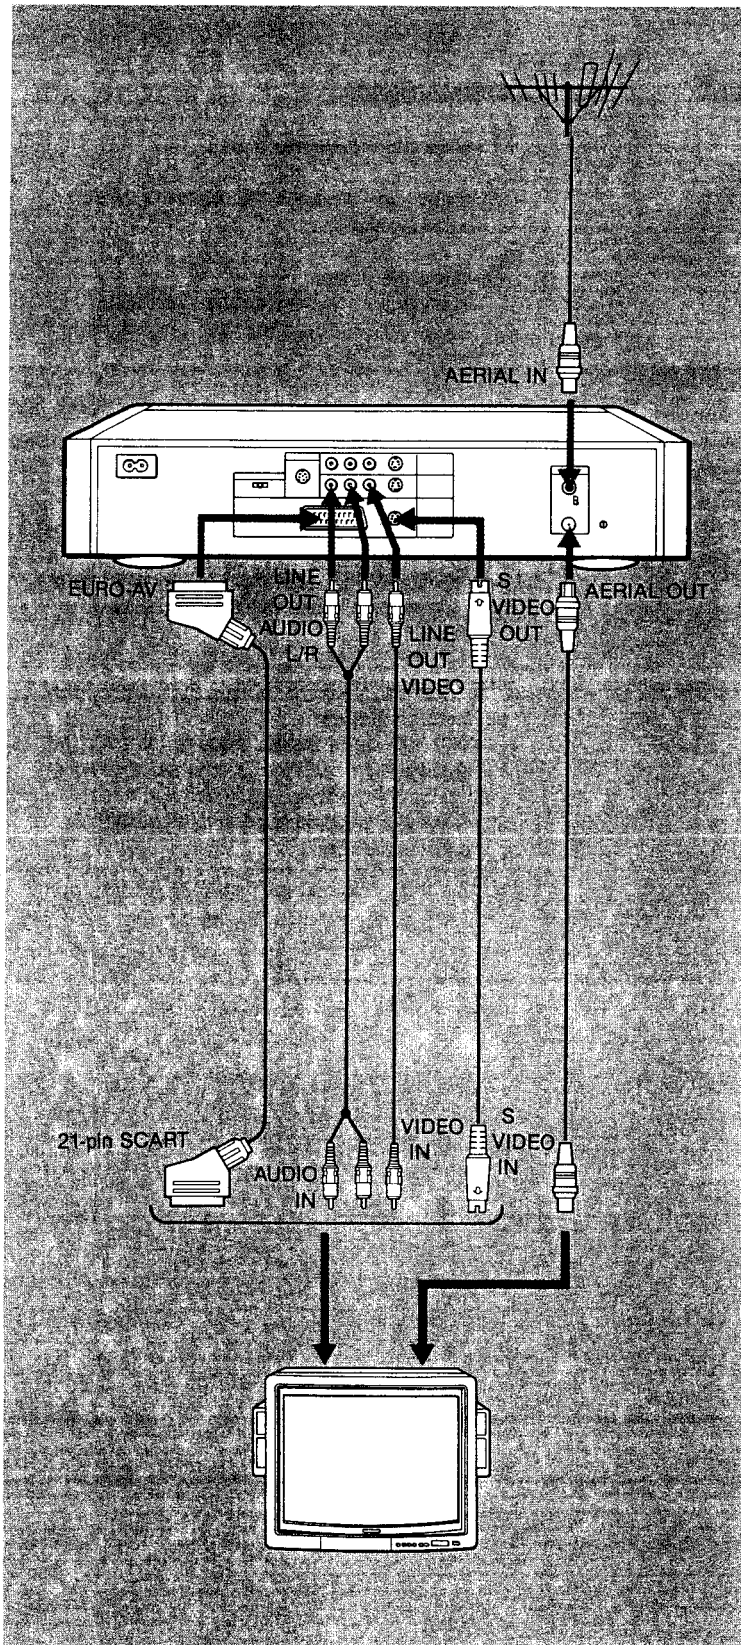 AERIAL IN
EURO-AV
LINE
OUT
AUDIO
L/R
LINE
OUT
VIDEO
S
VIDEO
OUT
AERIAL OUT
21-pin SCART
AUDIO
IN
VIDEO
IN
S
VIDEO
IN